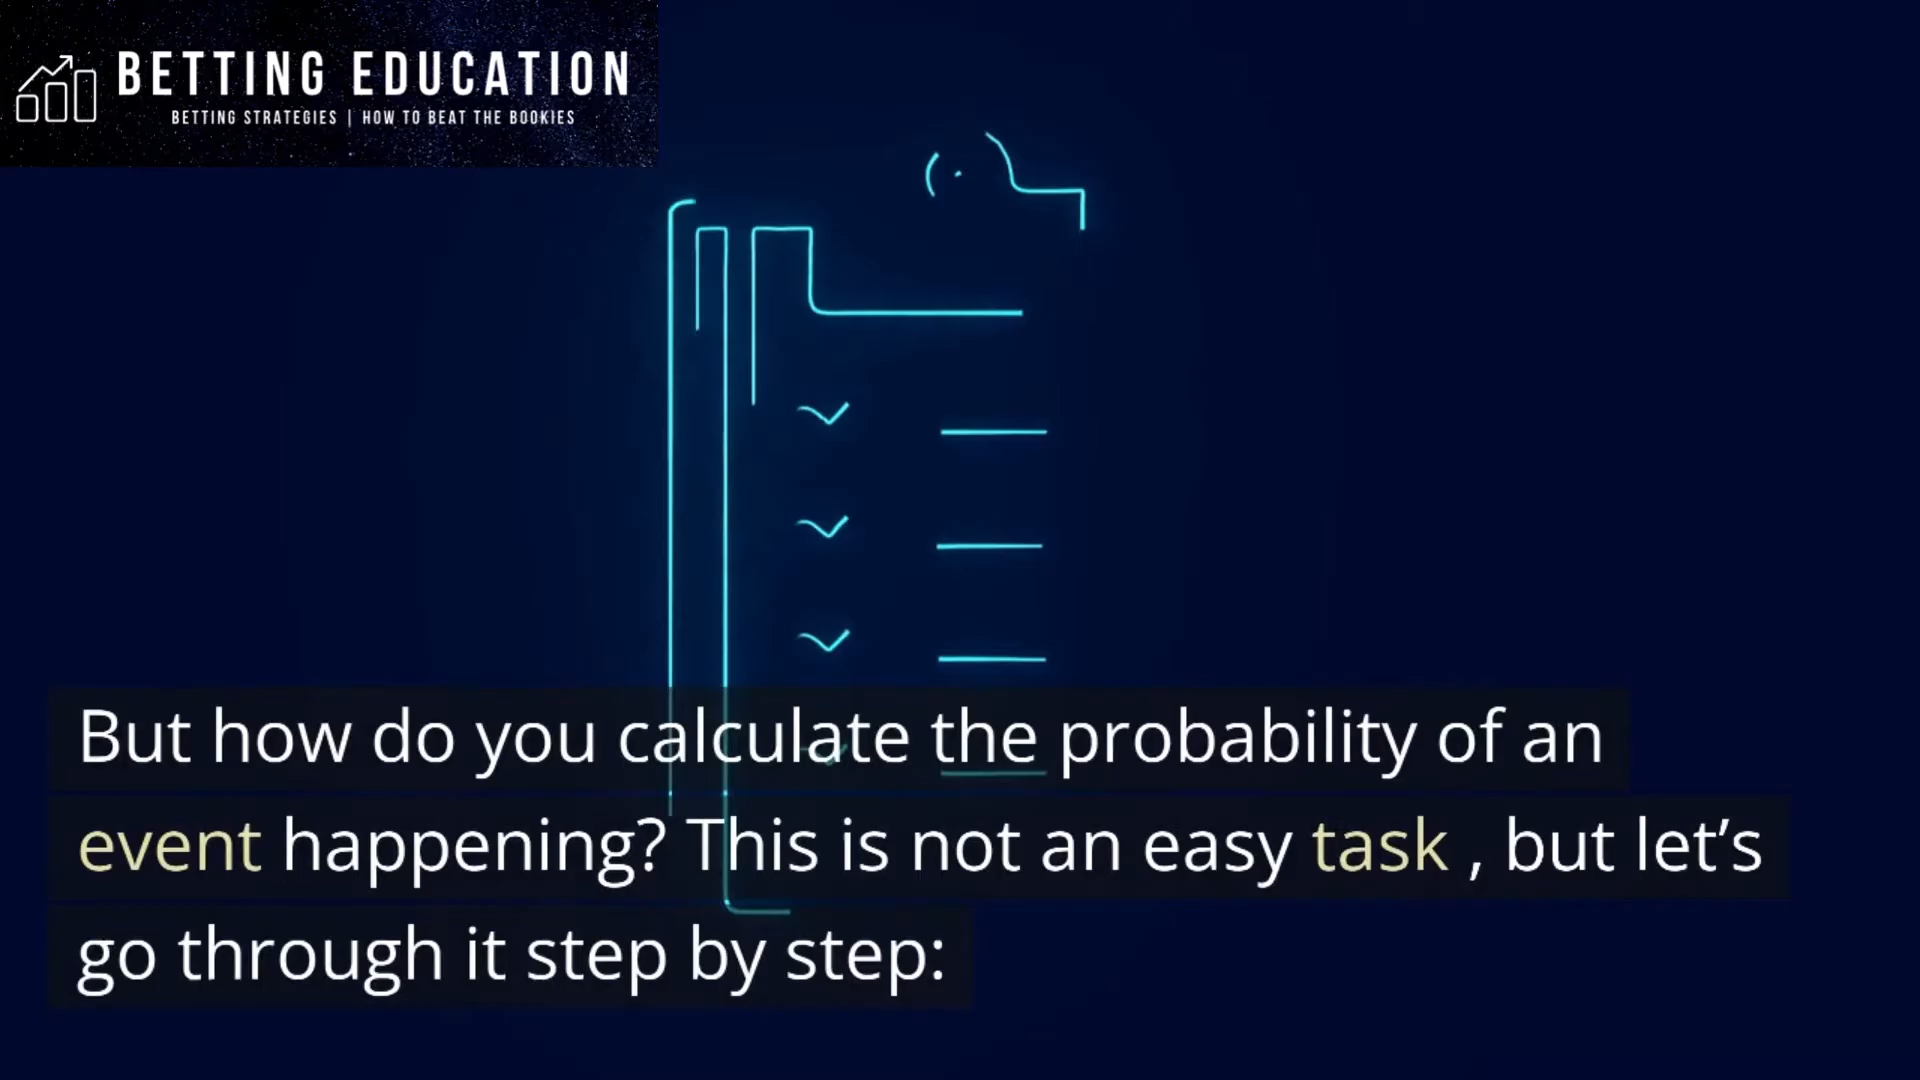 BETTING EDUCATION
BETTING STRATEGIES | HOW TO BEAT THE BOOKIES
But how do you calculate the probability of an
event happening? This is not an easy task , but let’s
go through it step by step: